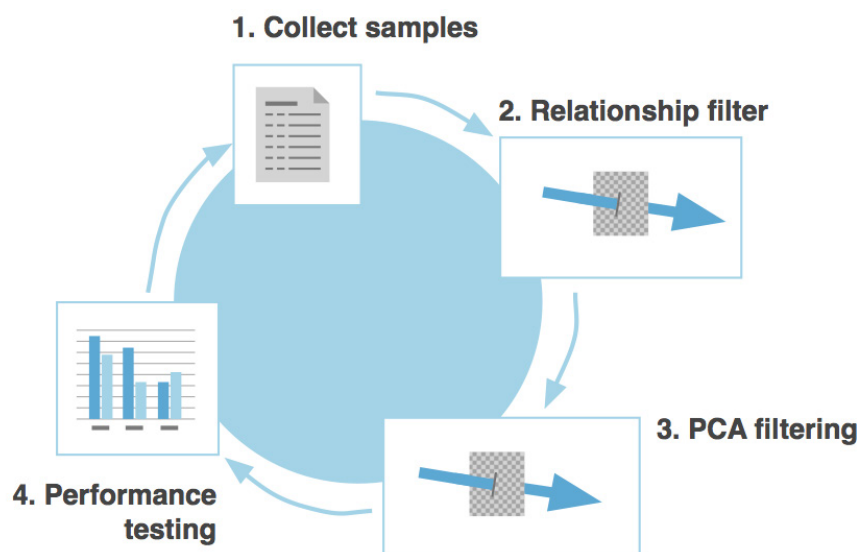 1. Collect samples
2. Relationship filter
3. PCA filtering
4. Performance
testing